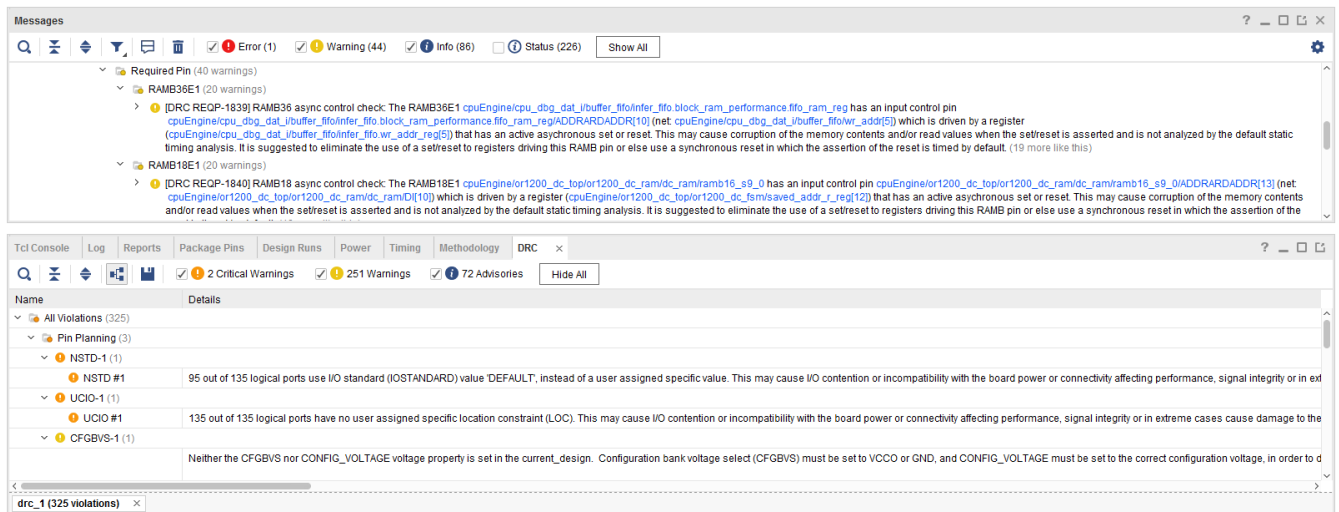 Messages
Error (1) Warning (44) Info (86) Status (226) Show All
Required Pin (40 warnings)
RAMB36E1 (20 warnings)
[DRC REQP-1839] RAMB36 async control check: The RAMB36E1 cpuEngine/cpu_dbg_dat_i/buffer_fifo/infer_fifo.block_ram_performance.fifo_ram_reg has an input control pin
cpuEngine/cpu_dbg_dat_i/buffer_fifo/infer_fifo.block_ram_performance.fifo_ram_reg/ADDRARDADDR[10] (net: cpuEngine/cpu_dbg_dat_i/buffer_fifo/wr_addr[5]) which is driven by a register
(cpuEngine/cpu_dbg_dat_i/buffer_fifo/infer_fifo.wr_addr_reg[5]) that has an active asychronous set or reset. This may cause corruption of the memory contents and/or read values when the set/reset is asserted and is not analyzed by the default static
timing analysis. It is suggested to eliminate the use of a set/reset to registers driving this RAMB pin or else use a synchronous reset in which the assertion of the reset is timed by default. (19 more like this)
RAMB18E1 (20 warnings)
[DRC REQP-1840] RAMB18 async control check: The RAMB18E1 cpuEngine/or1200_dc_top/or1200_dc_ram/dc_ram/ramb16_s9_0 has an input control pin cpuEngine/or1200_dc_top/or1200_dc_ram/dc_ram/ramb16_s9_0/ADDRARDADDR[13] (net:
cpuEngine/or1200_dc_top/or1200_dc_ram/dc_ram/DI[10]) which is driven by a register (cpuEngine/or1200_dc_top/or1200_dc_fsm/saved_addr_r_reg[12]) that has an active asychronous set or reset. This may cause corruption of the memory contents
and/or read values when the set/reset is asserted and is not analyzed by the default static timing analysis. It is suggested to eliminate the use of a set/reset to registers driving this RAMB pin or else use a synchronous reset in which the assertion of the
Tcl Console Log Reports Package Pins Design Runs Power Timing Methodology DRC
2 Critical Warnings 251 Warnings 72 Advisories Hide All
Name Details
All Violations (325)
Pin Planning (3)
NSTD-1 (1)
NSTD #1 95 out of 135 logical ports use I/O standard (IOSTANDARD) value 'DEFAULT', instead of a user assigned specific value. This may cause I/O contention or incompatibility with the board power or connectivity affecting performance, signal integrity or in ext
UCIO-1 (1)
UCIO #1 135 out of 135 logical ports have no user assigned specific location constraint (LOC). This may cause I/O contention or incompatibility with the board power or connectivity affecting performance, signal integrity or in extreme cases cause damage to the
CFGBVS-1 (1)
Neither the CFGBVS nor CONFIG_VOLTAGE voltage property is set in the current_design. Configuration bank voltage select (CFGBVS) must be set to VCCO or GND, and CONFIG_VOLTAGE must be set to the correct configuration voltage, in order to d
drc_1 (325 violations)